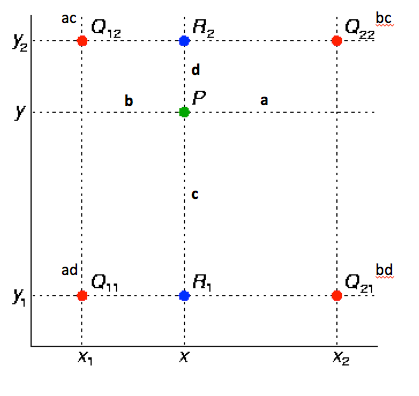 ac bc
Q12 R2 Q22
y2
d
b P a
y
c
ad bd
Q11 R1 Q21
y1
x1 x x2